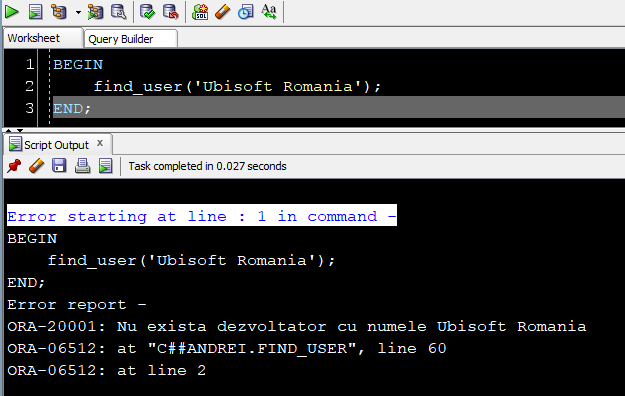 SQL
Aa
Worksheet
Query Builder
1 BEGIN
2 find_user('Ubisoft Romania');
3 END;
Script Output x
Task completed in 0.027 seconds
Error starting at line : 1 in command -
BEGIN
find_user('Ubisoft Romania');
END;
Error report -
ORA-20001: Nu exista dezvoltator cu numele Ubisoft Romania
ORA-06512: at "C##ANDREI.FIND_USER", line 60
ORA-06512: at line 2